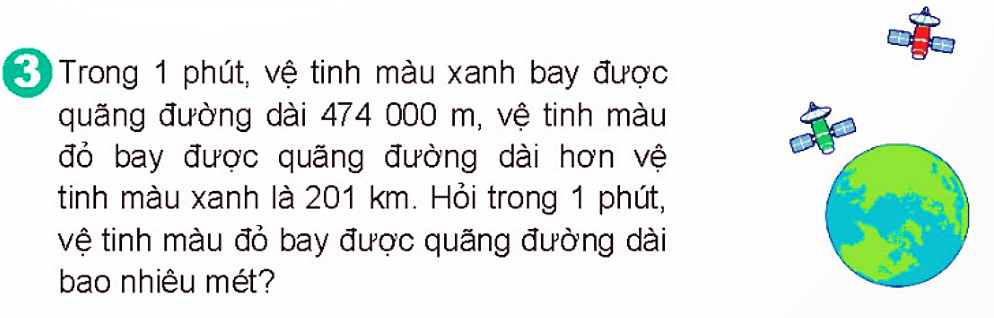 3 Trong 1 phút, vệ tinh màu xanh bay được
quãng đường dài 474 000 m, vệ tinh màu
đỏ bay được quãng đường dài hơn vệ
tinh màu xanh là 201 km. Hỏi trong 1 phút,
vệ tinh màu đỏ bay được quãng đường dài
bao nhiêu mét?